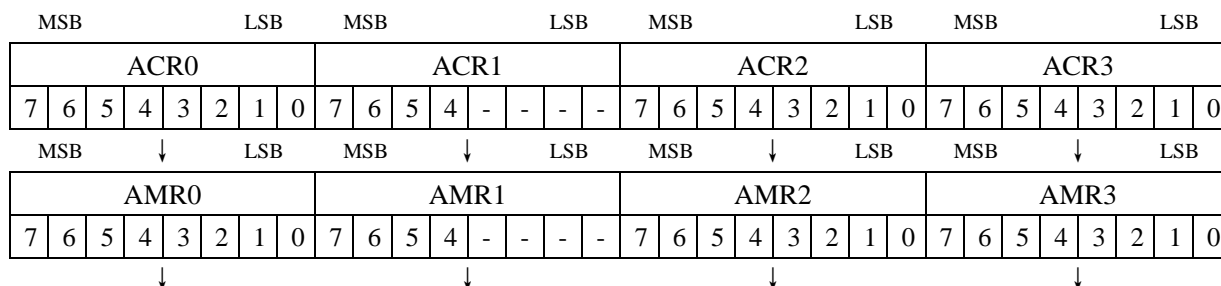 MSB LSB MSB LSB MSB LSB MSB LSB
ACR0 ACR1 ACR2 ACR3
7 6 5 4 3 2 1 0 7 6 5 4 - - - - 7 6 5 4 3 2 1 0 7 6 5 4 3 2 1 0
MSB ↓ LSB MSB ↓ LSB MSB ↓ LSB MSB ↓ LSB
AMR0 AMR1 AMR2 AMR3
7 6 5 4 3 2 1 0 7 6 5 4 - - - - 7 6 5 4 3 2 1 0 7 6 5 4 3 2 1 0
↓ ↓ ↓ ↓